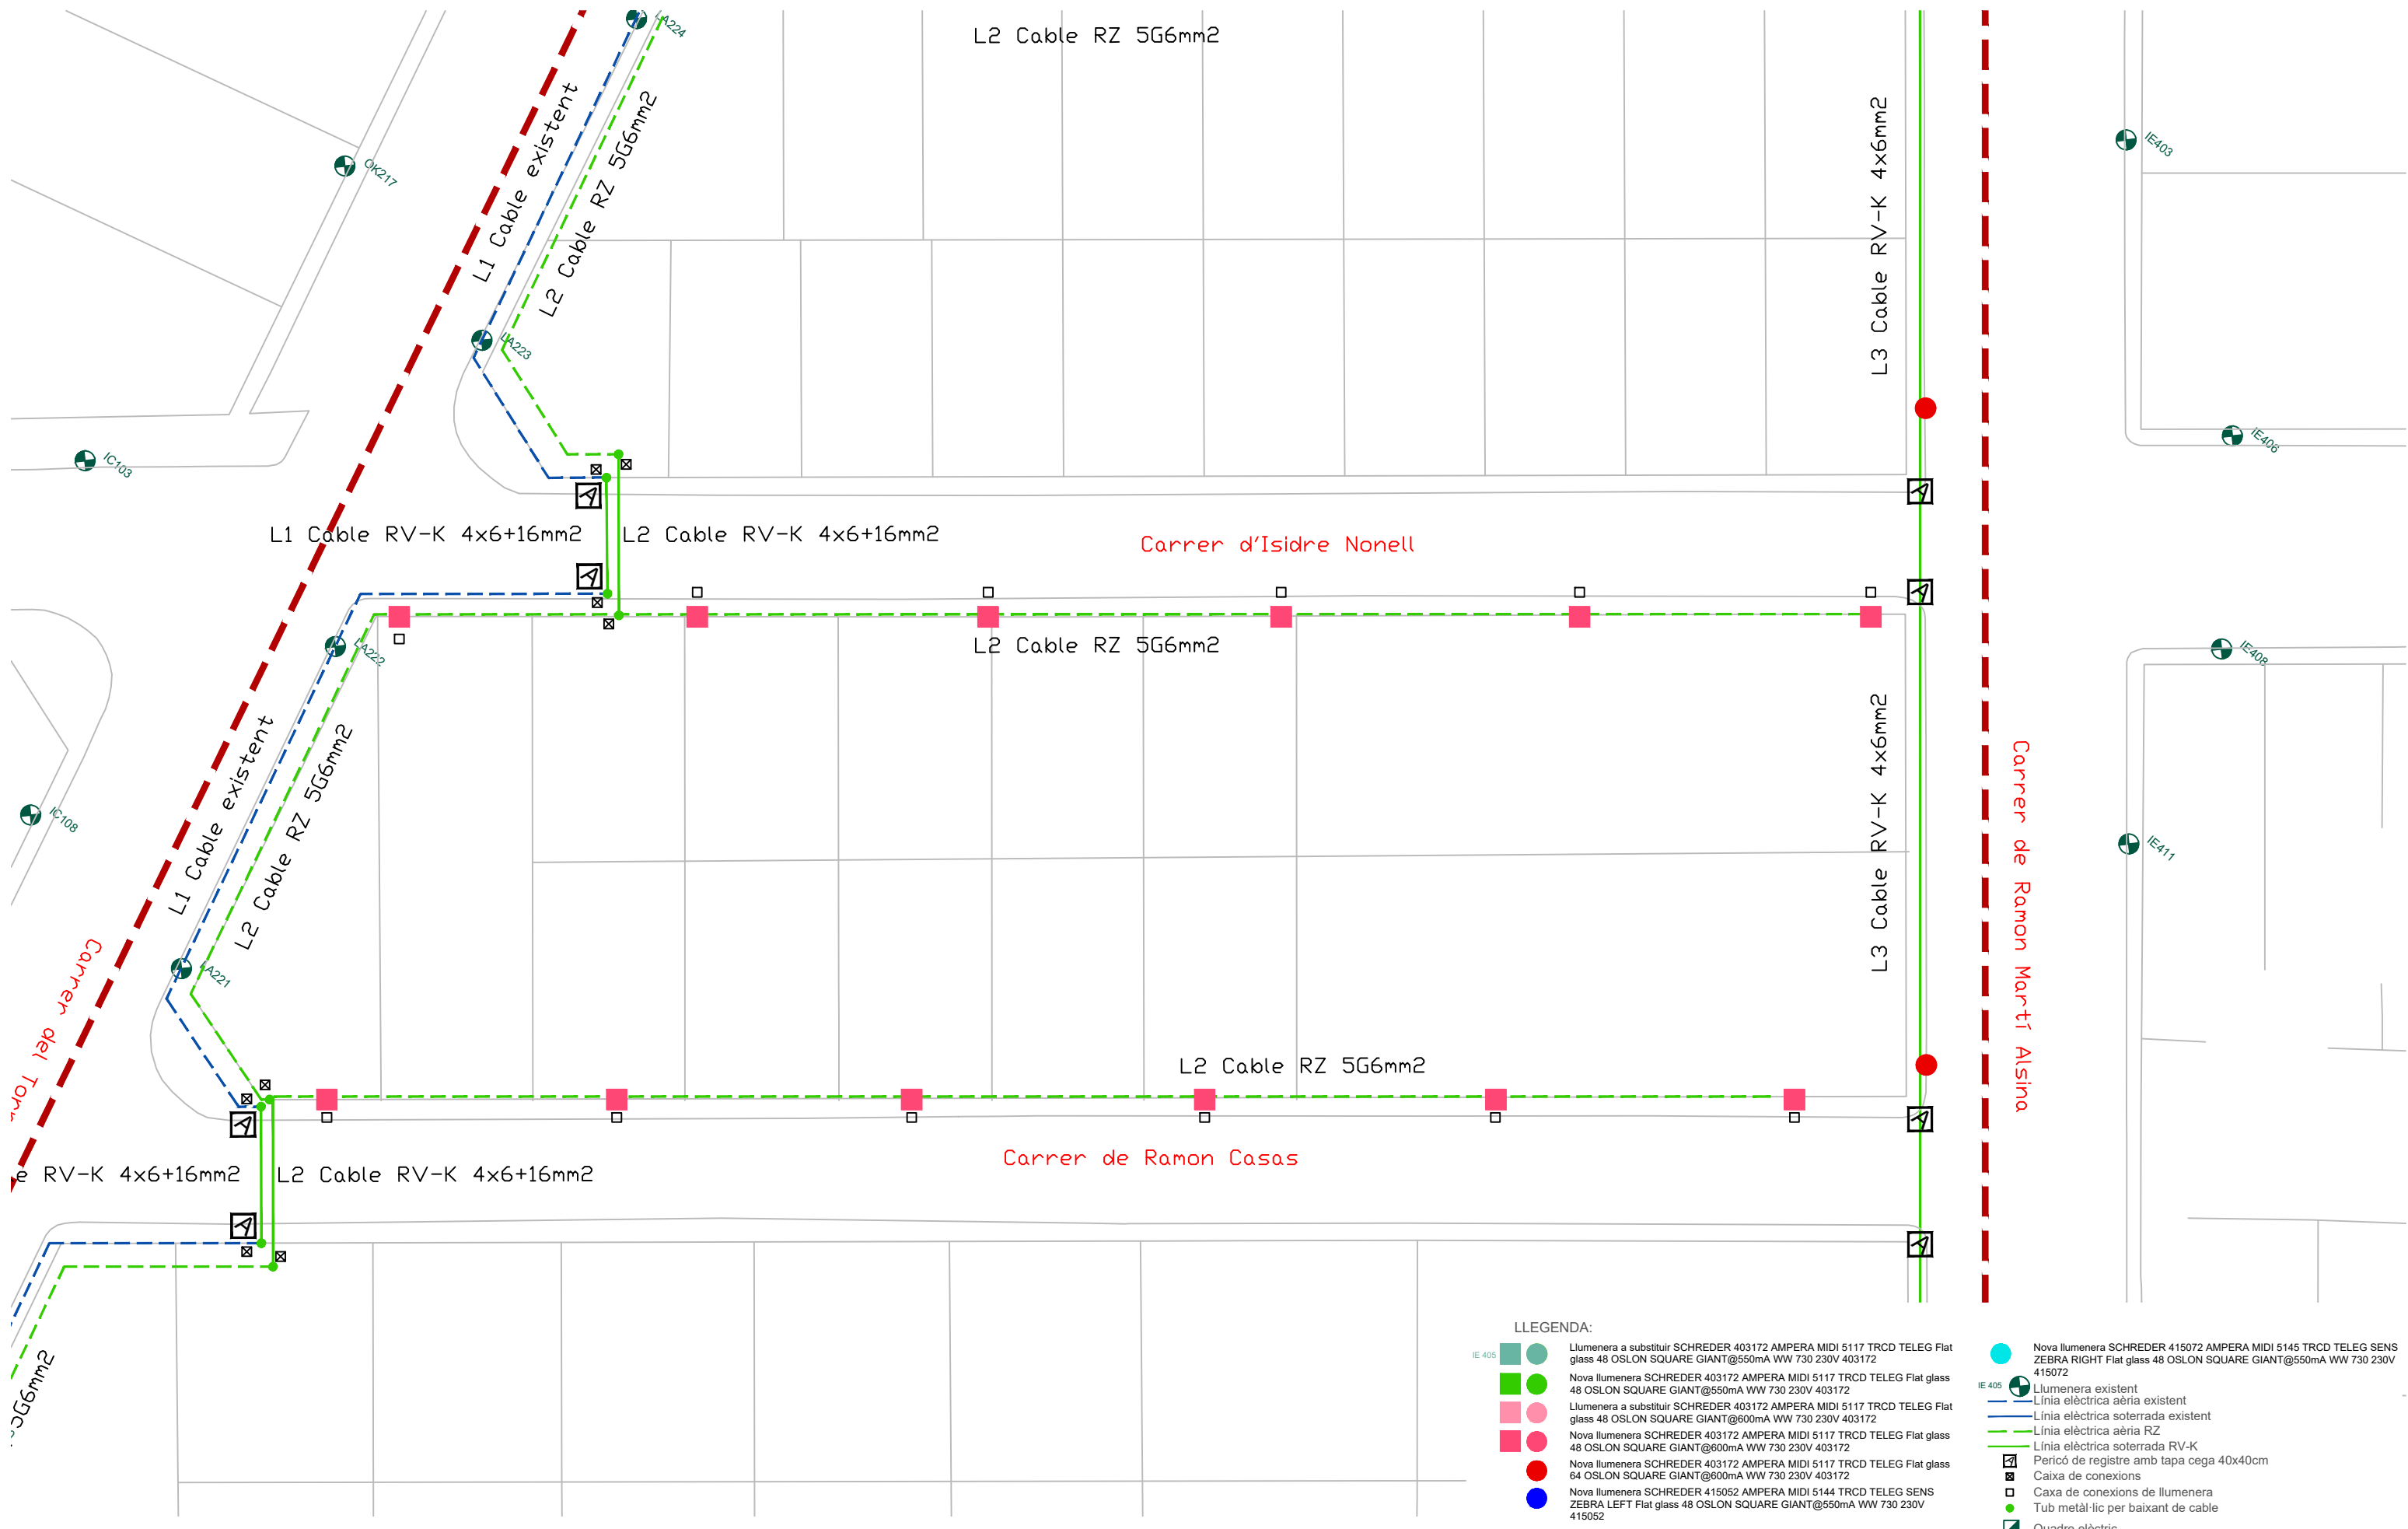 LA224
L2 Cable RZ 5G6mm2
L1 Cable existent
L2 Cable RZ 5G6mm2
L3 Cable RV-K 4x6mm2
IE403
OK217
LA223
IE406
IC103
L1 Cable RV-K 4x6+16mm2
L2 Cable RV-K 4x6+16mm2
Carrer d'Isidre Nonell
LA222
L2 Cable RZ 5G6mm2
IE408
L1 Cable existent
L2 Cable RZ 5G6mm2
L3 Cable RV-K 4x6mm2
Carrer de Ramon Martí Alsina
IC108
IE411
LA221
Carrer del
L2 Cable RZ 5G6mm2
Carrer de Ramon Casas
e RV-K 4x6+16mm2
L2 Cable RV-K 4x6+16mm2
5G6mm2
LLEGENDA:
IE 405
Llumenera a substituir SCHREDER 403172 AMPERA MIDI 5117 TRCD TELEG Flat
glass 48 OSLON SQUARE GIANT@550mA WW 730 230V 403172
Nova llumenera SCHREDER 403172 AMPERA MIDI 5117 TRCD TELEG Flat glass
48 OSLON SQUARE GIANT@550mA WW 730 230V 403172
Llumenera a substituir SCHREDER 403172 AMPERA MIDI 5117 TRCD TELEG Flat
glass 48 OSLON SQUARE GIANT@600mA WW 730 230V 403172
Nova llumenera SCHREDER 403172 AMPERA MIDI 5117 TRCD TELEG Flat glass
48 OSLON SQUARE GIANT@600mA WW 730 230V 403172
Nova llumenera SCHREDER 403172 AMPERA MIDI 5117 TRCD TELEG Flat glass
64 OSLON SQUARE GIANT@600mA WW 730 230V 403172
Nova llumenera SCHREDER 415052 AMPERA MIDI 5144 TRCD TELEG SENS
ZEBRA LEFT Flat glass 48 OSLON SQUARE GIANT@550mA WW 730 230V
415052
Nova llumenera SCHREDER 415072 AMPERA MIDI 5145 TRCD TELEG SENS
ZEBRA RIGHT Flat glass 48 OSLON SQUARE GIANT@550mA WW 730 230V
415072
IE 405
Llumenera existent
Línia elèctrica aèria existent
Línia elèctrica soterrada existent
Línia elèctrica aèria RZ
Línia elèctrica soterrada RV-K
Pericó de registre amb tapa cega 40x40cm
Caixa de conexions
Caxa de conexions de llumenera
Tub metàl·lic per baixant de cable
Quadre elèctric